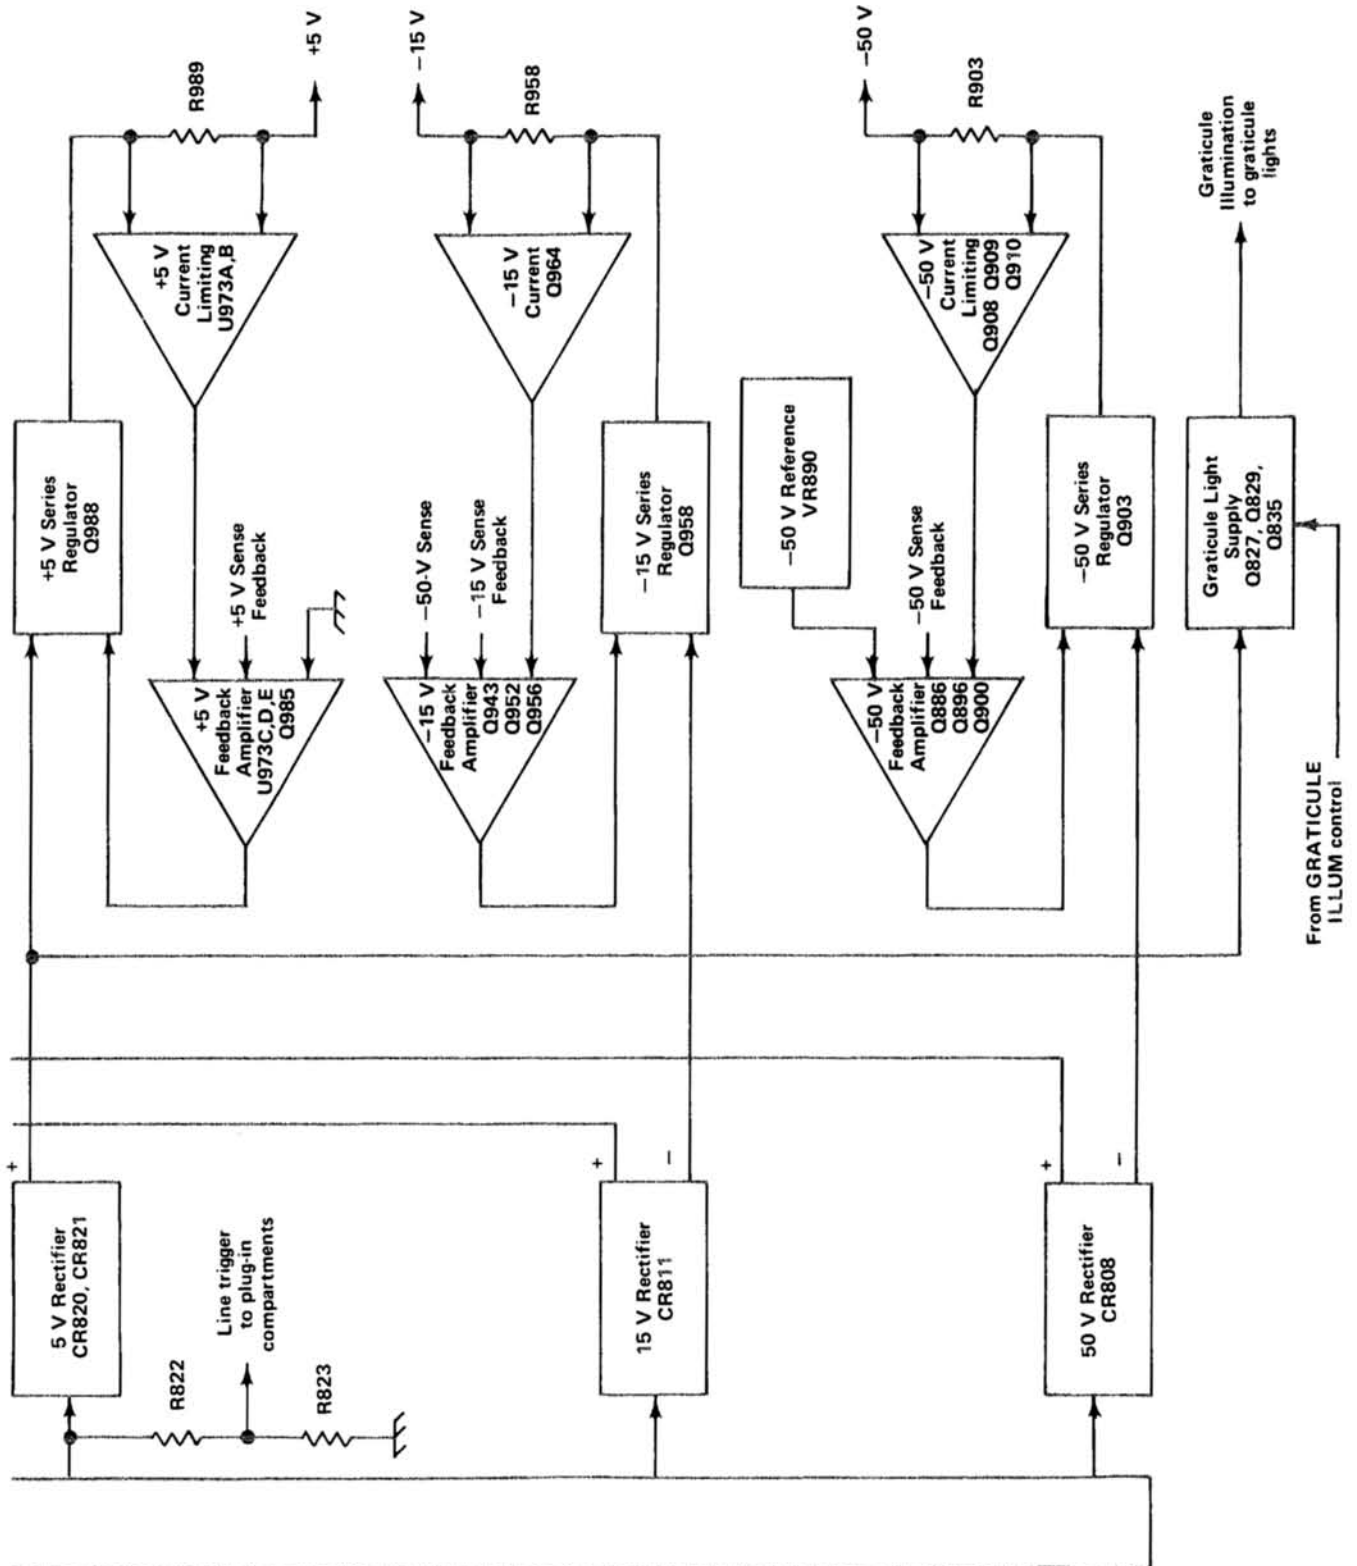 5 V Rectifier
CR820, CR821
+
R822
Line trigger
to plug-in
compartments
R823
15 V Rectifier
CR811
+
−
50 V Rectifier
CR808
+
−
+5 V Series
Regulator
Q988
+5 V
Feedback
Amplifier
U973C,D,E
Q985
+5 V Sense
Feedback
+5 V
Current
Limiting
U973A,B
R989
+5 V
−15 V
Feedback
Amplifier
Q943
Q952
Q956
−50-V Sense
−15 V Sense
Feedback
−15 V
Current
Q964
−15 V
R958
−15 V Series
Regulator
Q958
−50 V Reference
VR890
−50 V
Feedback
Amplifier
Q886
Q896
Q900
−50 V Sense
Feedback
−50 V
Current
Limiting
Q908 Q909
Q910
−50 V
R903
−50 V Series
Regulator
Q903
Graticule Light
Supply
Q827, Q829,
Q835
Graticule
Illumination
to graticule
lights
From GRATICULE
ILLUM control